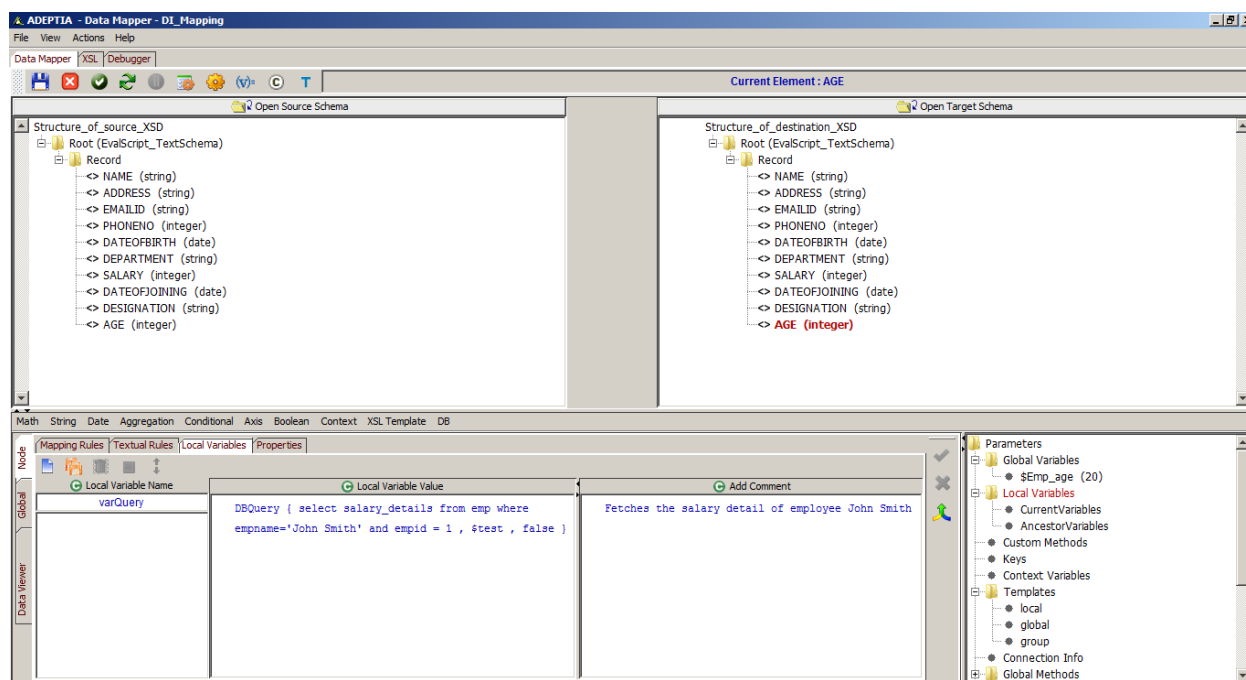 ADEPTIA - Data Mapper - DI_Mapping
File View Actions Help
Data Mapper XSL Debugger
(v)= C T Current Element : AGE
Open Source Schema
Open Target Schema
Structure_of_source_XSD
Root (EvalScript_TextSchema)
Record
<> NAME (string)
<> ADDRESS (string)
<> EMAILID (string)
<> PHONENO (integer)
<> DATEOFBIRTH (date)
<> DEPARTMENT (string)
<> SALARY (integer)
<> DATEOFJOINING (date)
<> DESIGNATION (string)
<> AGE (integer)
Structure_of_destination_XSD
Root (EvalScript_TextSchema)
Record
<> NAME (string)
<> ADDRESS (string)
<> EMAILID (string)
<> PHONENO (integer)
<> DATEOFBIRTH (date)
<> DEPARTMENT (string)
<> SALARY (integer)
<> DATEOFJOINING (date)
<> DESIGNATION (string)
<> AGE (integer)
Math String Date Aggregation Conditional Axis Boolean Context XSL Template DB
Node
Global
Data Viewer
Mapping Rules Textual Rules Local Variables Properties
Local Variable Name
varQuery
Local Variable Value
DBQuery { select salary_details from emp where
empname='John Smith' and empid = 1 , $test , false }
Add Comment
Fetches the salary detail of employee John Smith
Parameters
Global Variables
$Emp_age (20)
Local Variables
CurrentVariables
AncestorVariables
Custom Methods
Keys
Context Variables
Templates
local
global
group
Connection Info
Global Methods